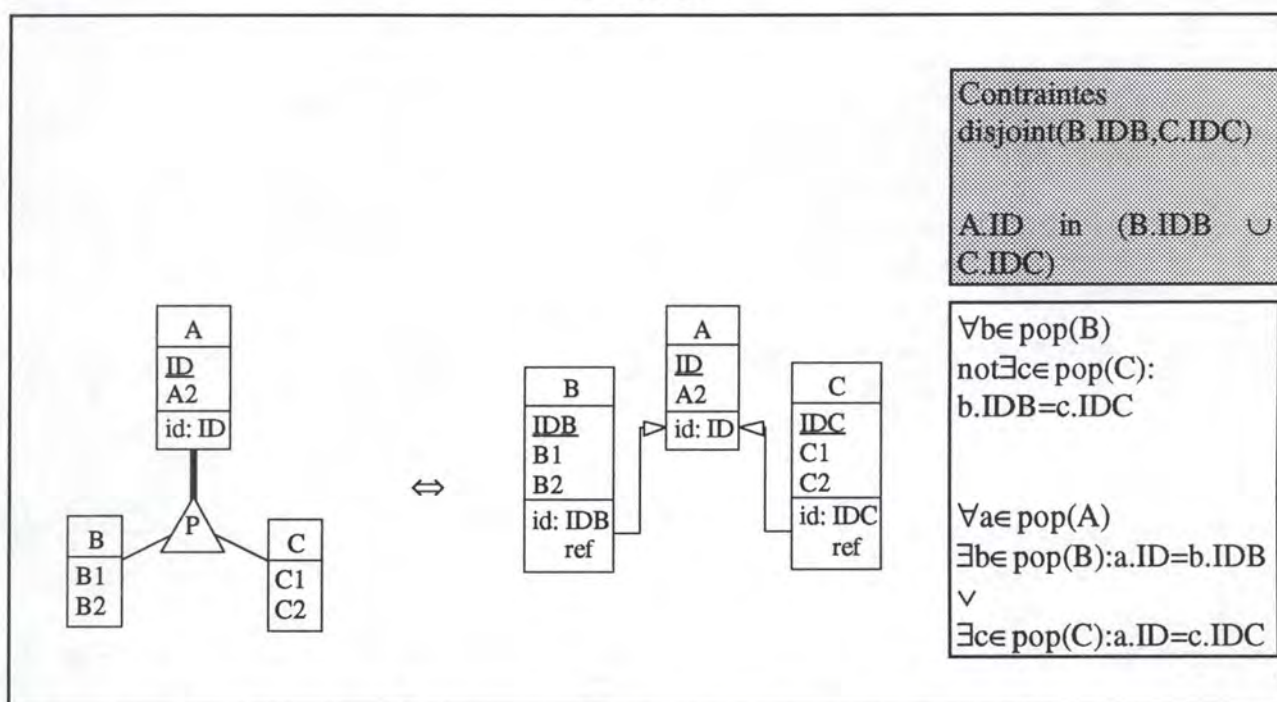 Contraintes
disjoint(B.IDB,C.IDC)
A.ID in (B.IDB ∪
C.IDC)
A
ID
A2
id: ID
P
B
B1
B2
C
C1
C2
⇔
A
ID
A2
id: ID
B
IDB
B1
B2
id: IDB
ref
C
IDC
C1
C2
id: IDC
ref
∀b∈pop(B)
not∃c∈pop(C):
b.IDB=c.IDC
∀a∈pop(A)
∃b∈pop(B):a.ID=b.IDB
∨
∃c∈pop(C):a.ID=c.IDC